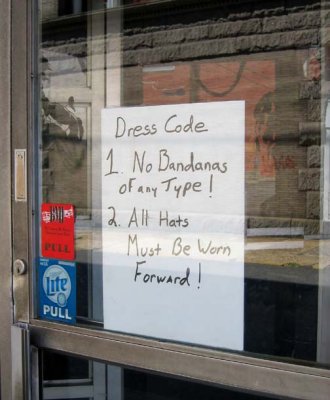 Dress Code
1. No Bandanas
of any Type!
2. All Hats
Must Be Worn
Forward!
PULL
Lite
PULL